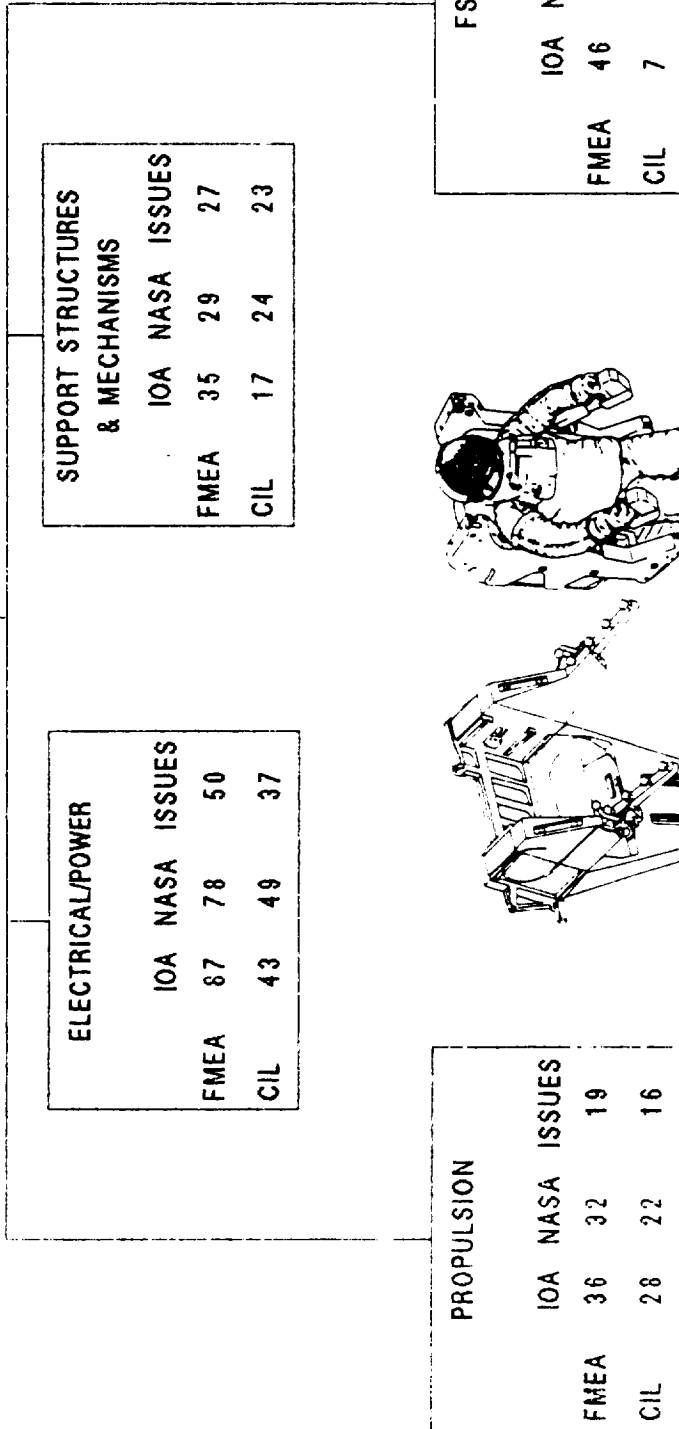 ELECTRICAL/POWER
IOA NASA ISSUES
FMEA 87 78 50
CIL 43 49 37
SUPPORT STRUCTURES
& MECHANISMS
IOA NASA ISSUES
FMEA 35 29 27
CIL 17 24 23
PROPULSION
IOA NASA ISSUES
FMEA 36 32 19
CIL 28 22 16
FS
IOA N
FMEA 46
CIL 7